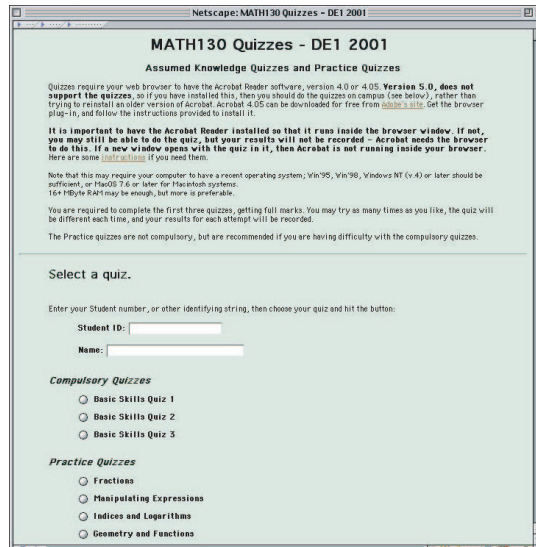 Netscape: MATH130 Quizzes - DE1 2001
MATH130 Quizzes - DE1 2001
Assumed Knowledge Quizzes and Practice Quizzes
Quizzes require your web browser to have the Acrobat Reader software, version 4.0 or 4.05. Version 5.0, does not
support the quizzes, so if you have installed this, then you should do the quizzes on campus (see below), rather than
trying to reinstall an older version of Acrobat. Acrobat 4.05 can be downloaded for free from Adobe's site. Get the browser
plug-in, and follow the instructions provided to install it.
It is important to have the Acrobat Reader installed so that it runs inside the browser window. If not,
you may still be able to do the quiz, but your results will not be recorded - Acrobat needs the browser
to do this. If a new window opens with the quiz in it, then Acrobat is not running inside your browser.
Here are some instructions if you need them.
Note that this may require your computer to have a recent operating system; Win'95, Win'98, Windows NT (v.4) or later should be
sufficient, or MacOS 7.6 or later for Macintosh systems.
16+ MByte RAM may be enough, but more is preferable.
You are required to complete the first three quizzes, getting full marks. You may try as many times as you like, the quiz will
be different each time, and your results for each attempt will be recorded.
The Practice quizzes are not compulsory, but are recommended if you are having difficulty with the compulsory quizzes.
Select a quiz.
Enter your Student number, or other identifying string, then choose your quiz and hit the button:
Student ID:
Name:
Compulsory Quizzes
Basic Skills Quiz 1
Basic Skills Quiz 2
Basic Skills Quiz 3
Practice Quizzes
Fractions
Manipulating Expressions
Indices and Logarithms
Geometry and Functions